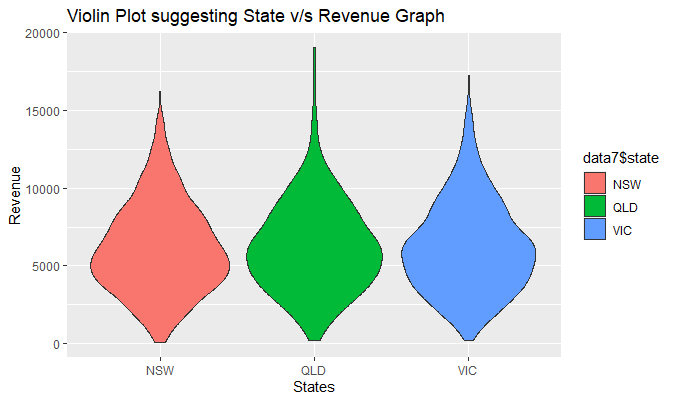 Violin Plot suggesting State v/s Revenue Graph
20000
15000
10000
5000
0
Revenue
NSW
QLD
VIC
States
data7$state
NSW
QLD
VIC